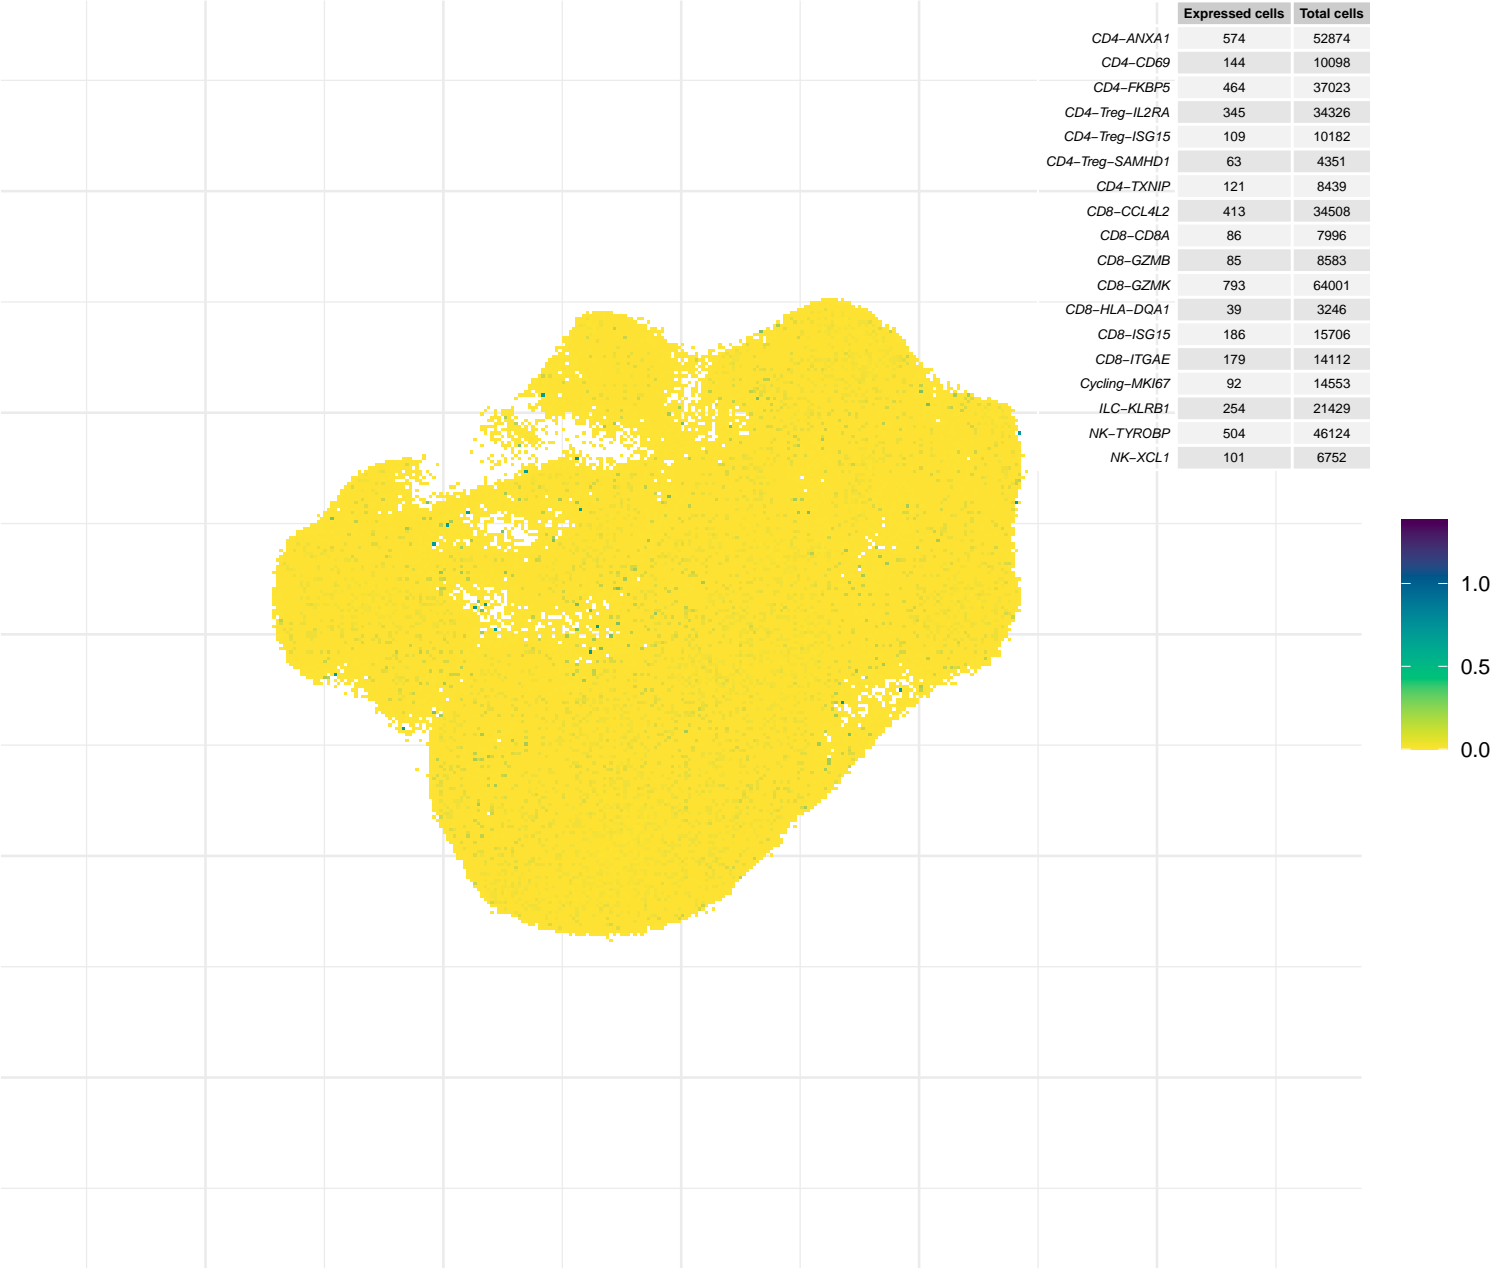 Expressed cells Total cells
CD4−ANXA1 574 52874
CD4−CD69 144 10098
CD4−FKBP5 464 37023
CD4−Treg−IL2RA 345 34326
CD4−Treg−ISG15 109 10182
CD4−Treg−SAMHD1 63 4351
CD4−TXNIP 121 8439
CD8−CCL4L2 413 34508
CD8−CD8A 86 7996
CD8−GZMB 85 8583
CD8−GZMK 793 64001
CD8−HLA−DQA1 39 3246
CD8−ISG15 186 15706
CD8−ITGAE 179 14112
Cycling−MKI67 92 14553
ILC−KLRB1 254 21429
NK−TYROBP 504 46124
NK−XCL1 101 6752
1.0
0.5
0.0